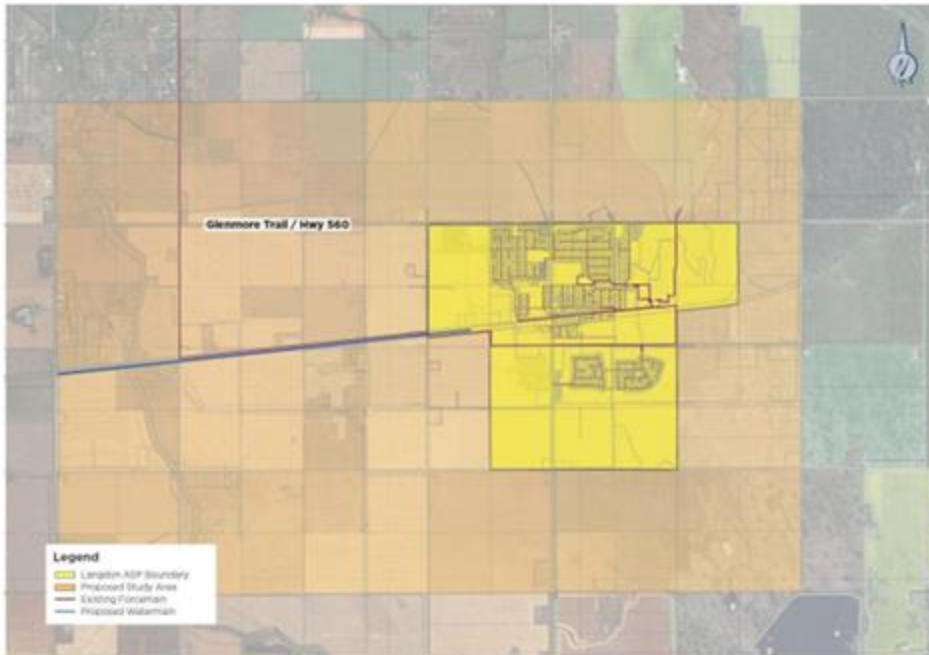 Glenmore Trail / Hwy 560
Legend
Langdon ASP Boundary
Proposed Study Area
Existing Forcemain
Proposed Watermain